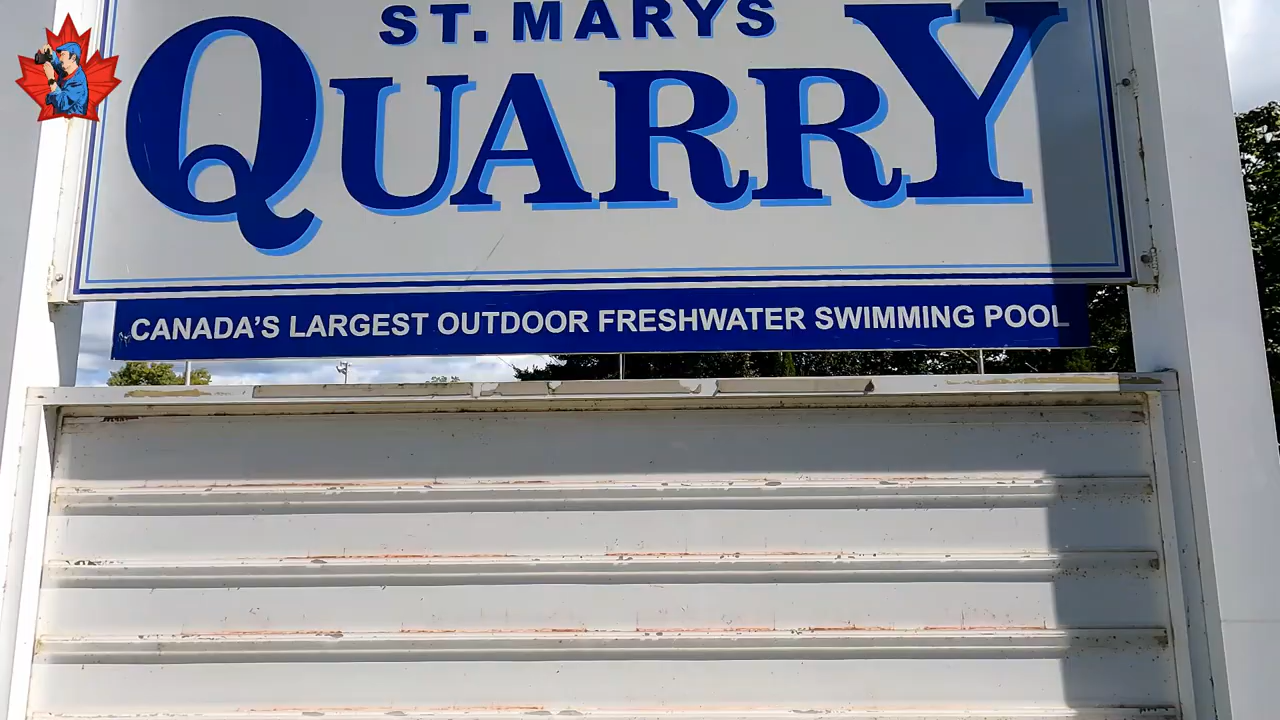 ST. MARYS
QUARRY
CANADA'S LARGEST OUTDOOR FRESHWATER SWIMMING POOL